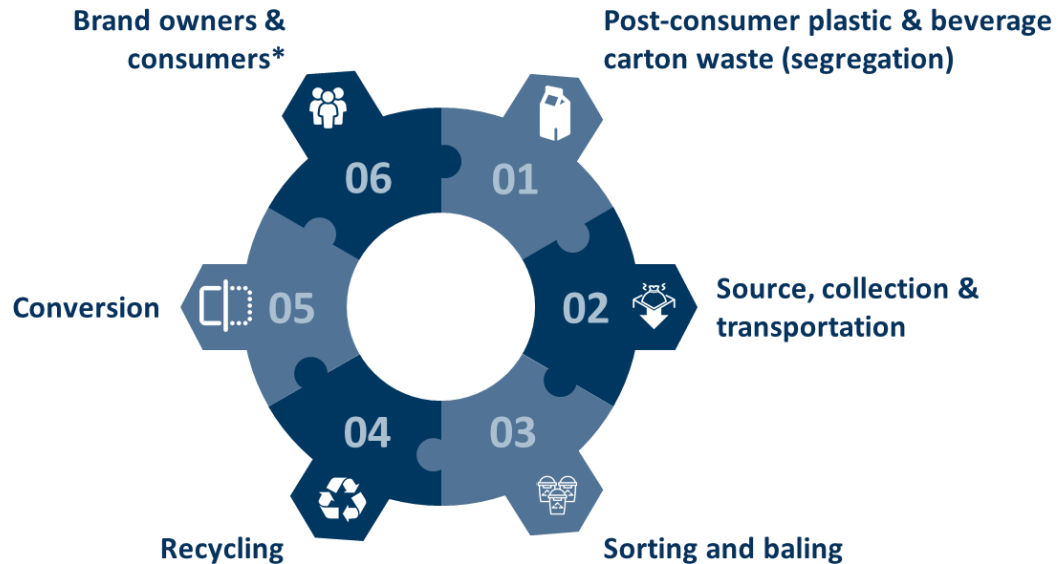 Brand owners &
consumers*
Post-consumer plastic & beverage
carton waste (segregation)
06
01
Conversion
05
02
Source, collection &
transportation
04
03
Recycling
Sorting and baling